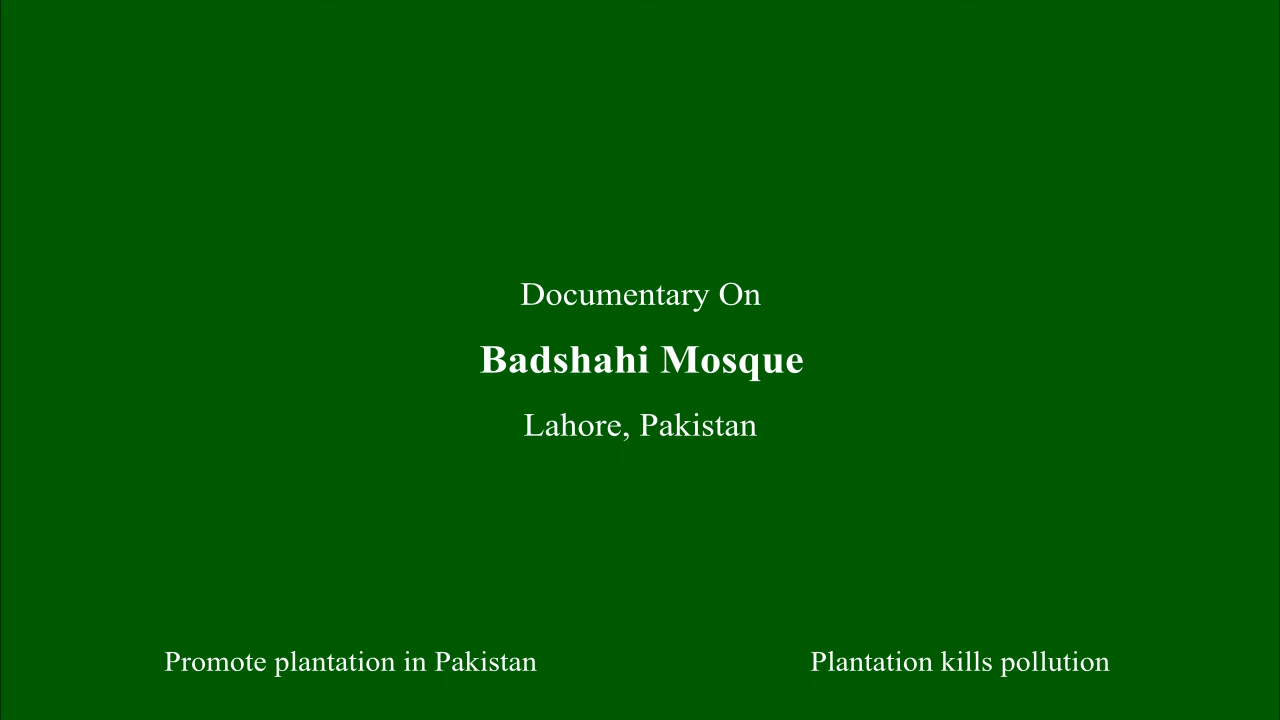 Documentary On
Badshahi Mosque
Lahore, Pakistan
Promote plantation in Pakistan
Plantation kills pollution